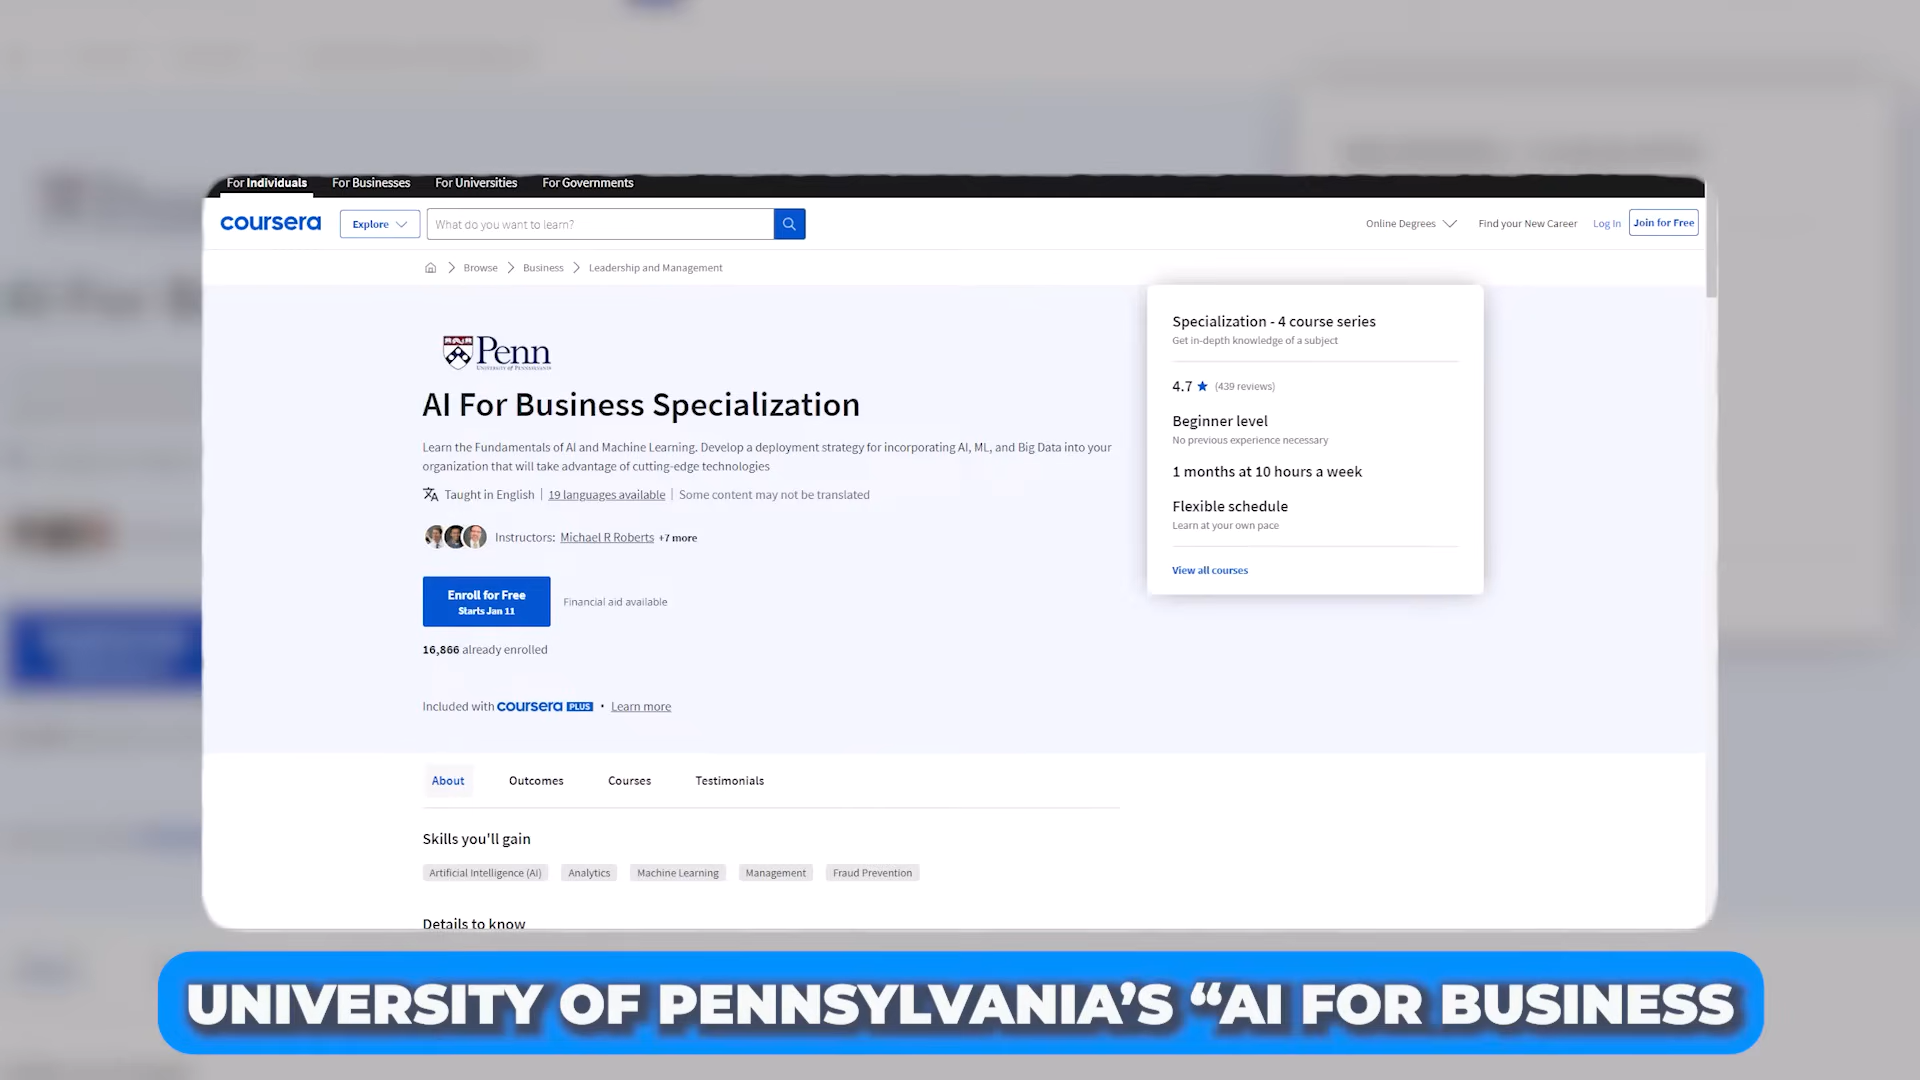 For Individuals For Businesses For Universities For Governments
coursera Explore What do you want to learn? Online Degrees Find your New Career Log In Join for Free
Browse Business Leadership and Management
Penn
UNIVERSITY OF PENNSYLVANIA
AI For Business Specialization
Learn the Fundamentals of AI and Machine Learning. Develop a deployment strategy for incorporating AI, ML, and Big Data into your
organization that will take advantage of cutting-edge technologies
Taught in English | 19 languages available | Some content may not be translated
Instructors: Michael R Roberts +7 more
Enroll for Free
Starts Jan 11
Financial aid available
16,866 already enrolled
Included with coursera PLUS • Learn more
Specialization - 4 course series
Get in-depth knowledge of a subject
4.7 ★ (439 reviews)
Beginner level
No previous experience necessary
1 months at 10 hours a week
Flexible schedule
Learn at your own pace
View all courses
About Outcomes Courses Testimonials
Skills you'll gain
Artificial Intelligence (AI) Analytics Machine Learning Management Fraud Prevention
Details to know
UNIVERSITY OF PENNSYLVANIA’S “AI FOR BUSINESS